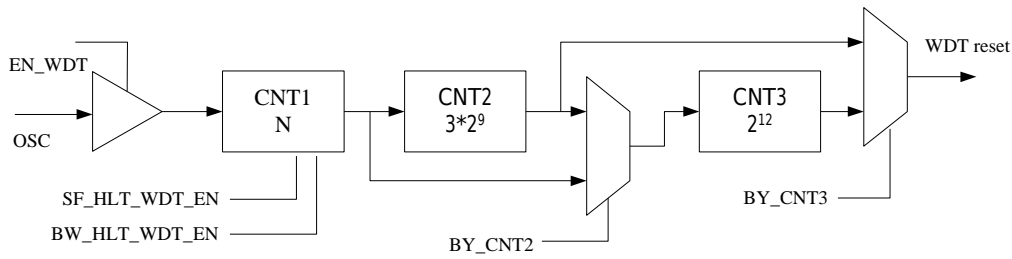 EN_WDT
OSC
CNT1
N
CNT2
3*2⁹
CNT3
2¹²
WDT reset
SF_HLT_WDT_EN
BW_HLT_WDT_EN
BY_CNT2
BY_CNT3